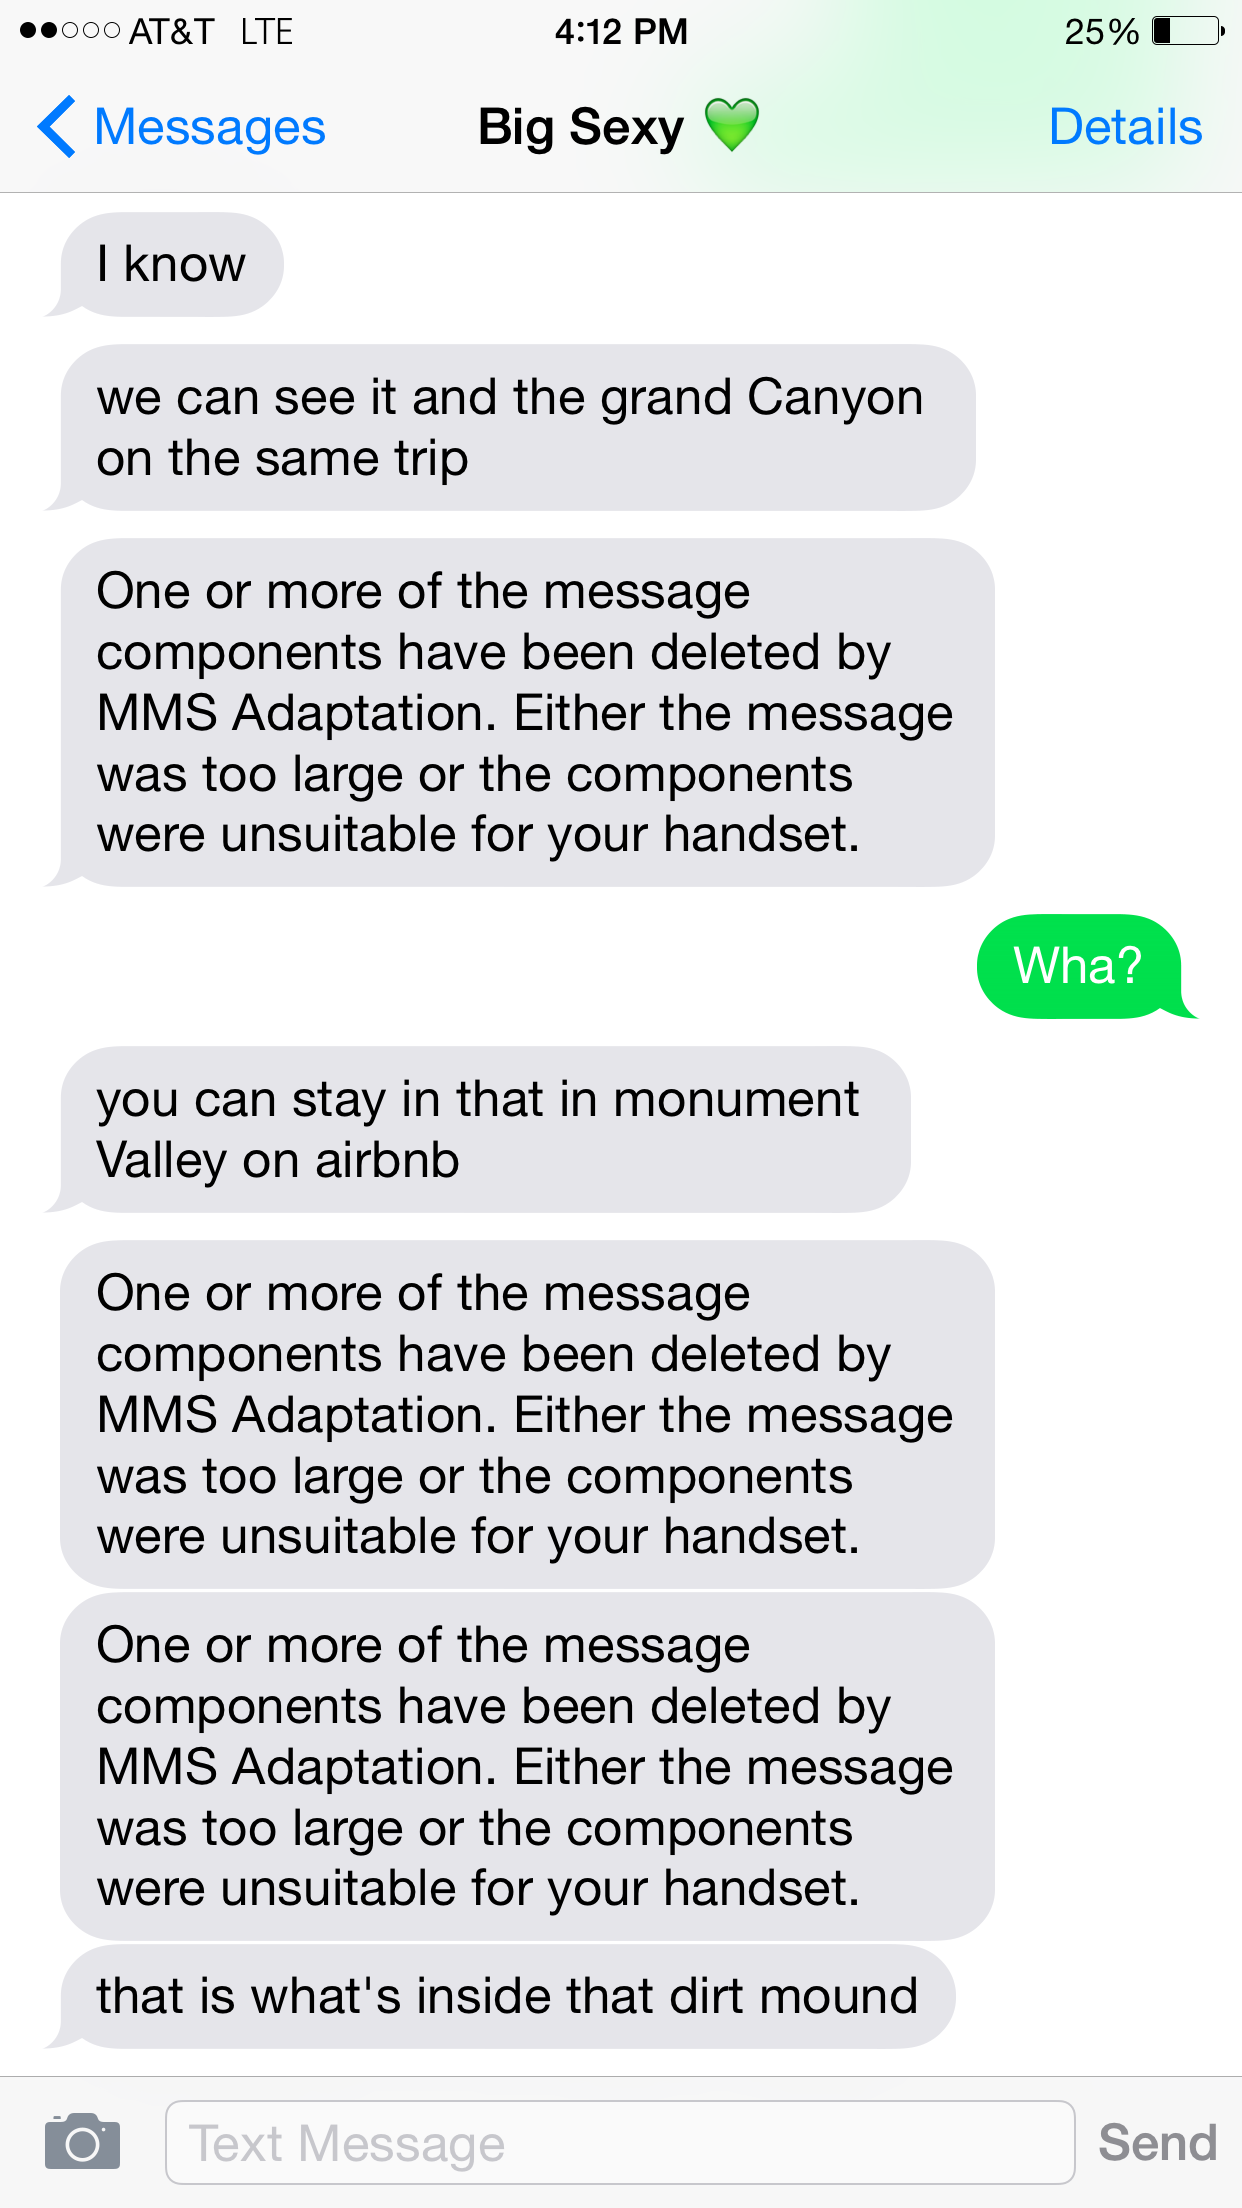 AT&T LTE 4:12 PM 25%
Messages Big Sexy 💚 Details
I know
we can see it and the grand Canyon
on the same trip
One or more of the message
components have been deleted by
MMS Adaptation. Either the message
was too large or the components
were unsuitable for your handset.
Wha?
you can stay in that in monument
Valley on airbnb
One or more of the message
components have been deleted by
MMS Adaptation. Either the message
was too large or the components
were unsuitable for your handset.
One or more of the message
components have been deleted by
MMS Adaptation. Either the message
was too large or the components
were unsuitable for your handset.
that is what's inside that dirt mound
Text Message Send